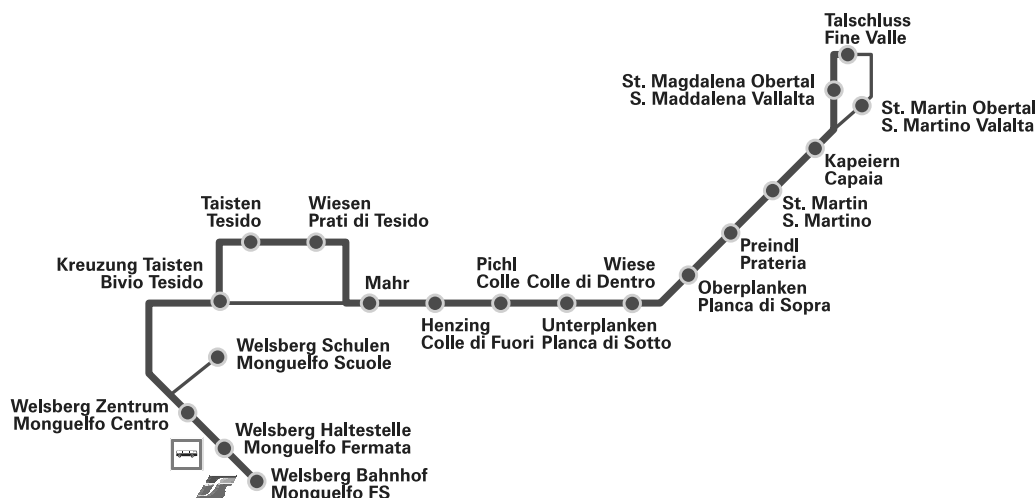 Talschluss
Fine Valle
St. Magdalena Obertal
S. Maddalena Vallalta
St. Martin Obertal
S. Martino Valalta
Kapeiern
Capaia
St. Martin
S. Martino
Preindl
Prateria
Oberplanken
Planca di Sopra
Taisten
Tesido
Wiesen
Prati di Tesido
Kreuzung Taisten
Bivio Tesido
Mahr
Henzing
Colle di Fuori
Pichl
Colle
Unterplanken
Planca di Sotto
Wiese
Colle di Dentro
Welsberg Schulen
Monguelfo Scuole
Welsberg Zentrum
Monguelfo Centro
Welsberg Haltestelle
Monguelfo Fermata
Welsberg Bahnhof
Monguelfo FS